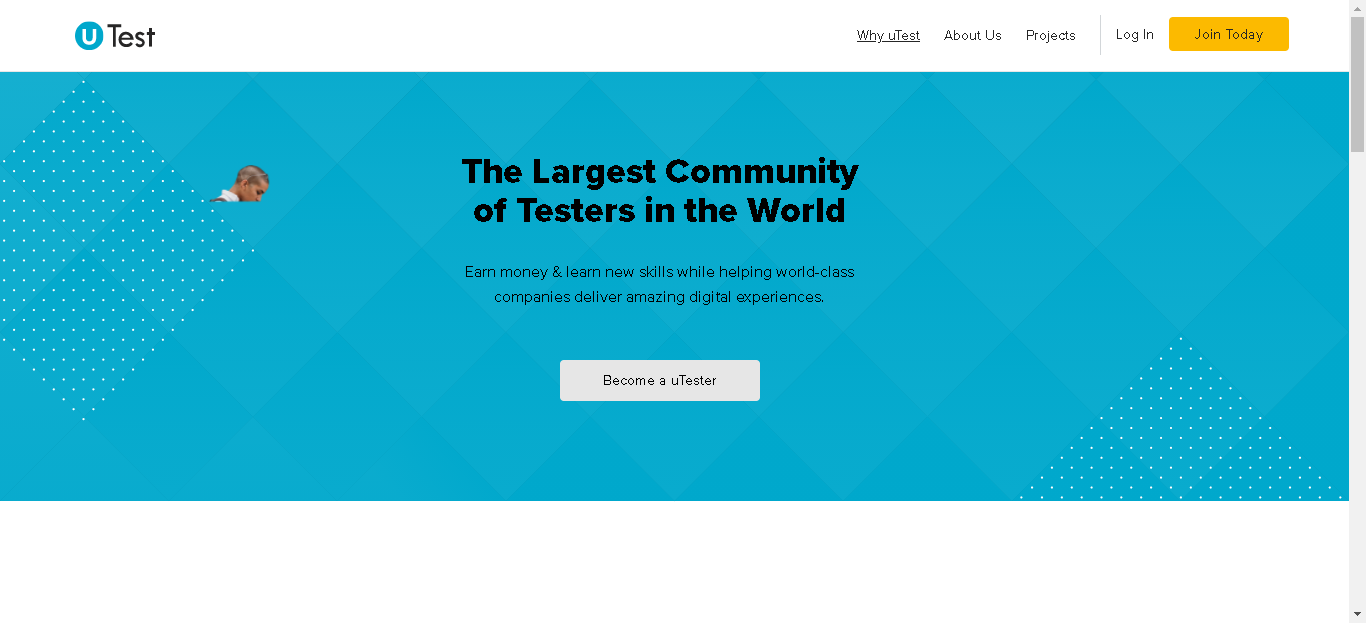 uTest
Why uTest
About Us
Projects
Log In
Join Today
The Largest Community
of Testers in the World
Earn money & learn new skills while helping world-class
companies deliver amazing digital experiences.
Become a uTester